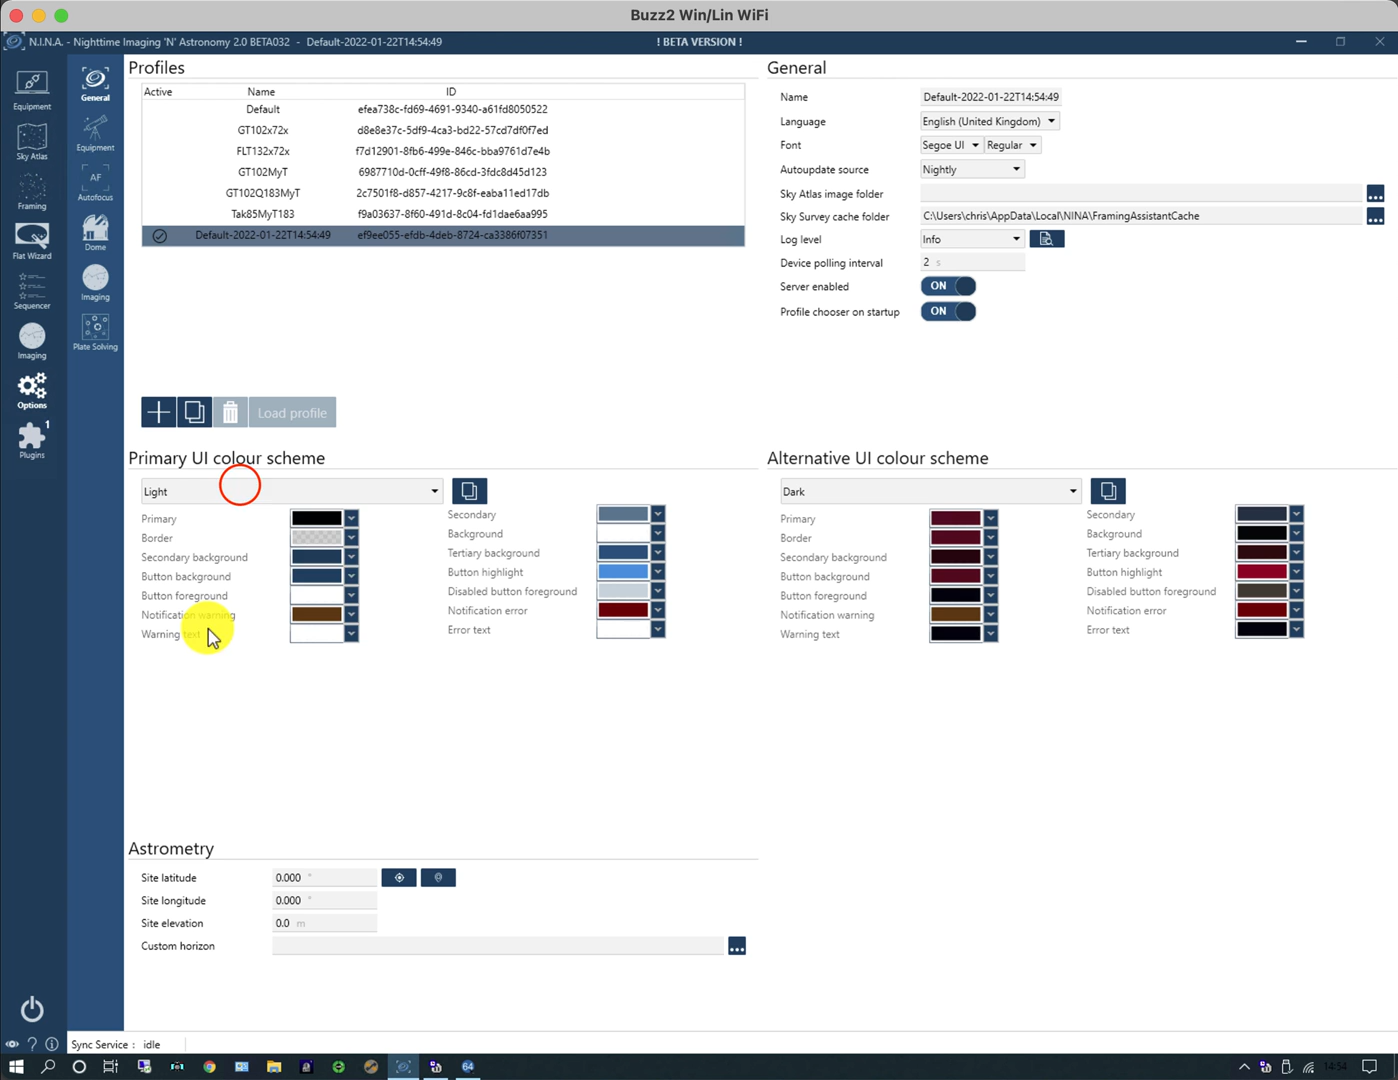 Buzz2 Win/Lin WiFi
N.I.N.A. - Nighttime Imaging 'N' Astronomy 2.0 BETA032 - Default-2022-01-22T14:54:49
! BETA VERSION !
Equipment
Sky Atlas
Framing
Flat Wizard
Sequencer
Imaging
Options
1
Plugins
General
Equipment
AF
Autofocus
Dome
Imaging
Plate Solving
Profiles
Active Name ID
Default efea738c-fd69-4691-9340-a61fd8050522
GT102x72x d8e8e37c-5df9-4ca3-bd22-57cd7df0f7ed
FLT132x72x f7d12901-8fb6-499e-846c-bba9761d7e4b
GT102MyT 6987710d-0cff-49f8-86cd-3fdc8d45d123
GT102Q183MyT 2c7501f8-d857-4217-9c8f-eaba11ed17db
Tak85MyT183 f9a03637-8f60-491d-8c04-fd1dae6aa995
Default-2022-01-22T14:54:49 ef9ee055-efdb-4deb-8724-ca3386f07351
Load profile
General
Name Default-2022-01-22T14:54:49
Language English (United Kingdom)
Font Segoe UI Regular
Autoupdate source Nightly
Sky Atlas image folder ...
Sky Survey cache folder C:\Users\chris\AppData\Local\NINA\FramingAssistantCache ...
Log level Info
Device polling interval 2 s
Server enabled ON
Profile chooser on startup ON
Primary UI colour scheme
Light
Primary
Border
Secondary background
Button background
Button foreground
Notification warning
Warning text
Secondary
Background
Tertiary background
Button highlight
Disabled button foreground
Notification error
Error text
Alternative UI colour scheme
Dark
Primary
Border
Secondary background
Button background
Button foreground
Notification warning
Warning text
Secondary
Background
Tertiary background
Button highlight
Disabled button foreground
Notification error
Error text
Astrometry
Site latitude 0.000 °
Site longitude 0.000 °
Site elevation 0.0 m
Custom horizon ...
Sync Service : idle
64
14:54